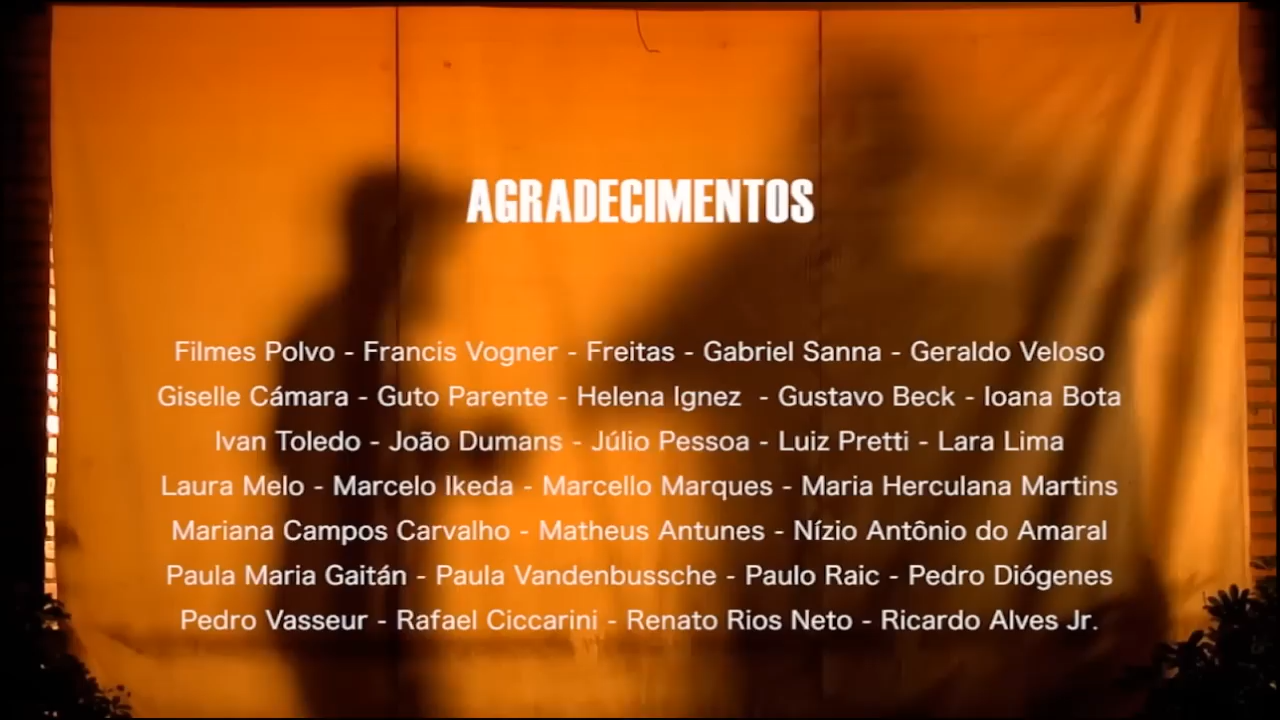 AGRADECIMENTOS
Filmes Polvo - Francis Vogner - Freitas - Gabriel Sanna - Geraldo Veloso
Giselle Cámara - Guto Parente - Helena Ignez - Gustavo Beck - Ioana Bota
Ivan Toledo - João Dumans - Júlio Pessoa - Luiz Pretti - Lara Lima
Laura Melo - Marcelo Ikeda - Marcello Marques - Maria Herculana Martins
Mariana Campos Carvalho - Matheus Antunes - Nízio Antônio do Amaral
Paula Maria Gaitán - Paula Vandenbussche - Paulo Raic - Pedro Diógenes
Pedro Vasseur - Rafael Ciccarini - Renato Rios Neto - Ricardo Alves Jr.